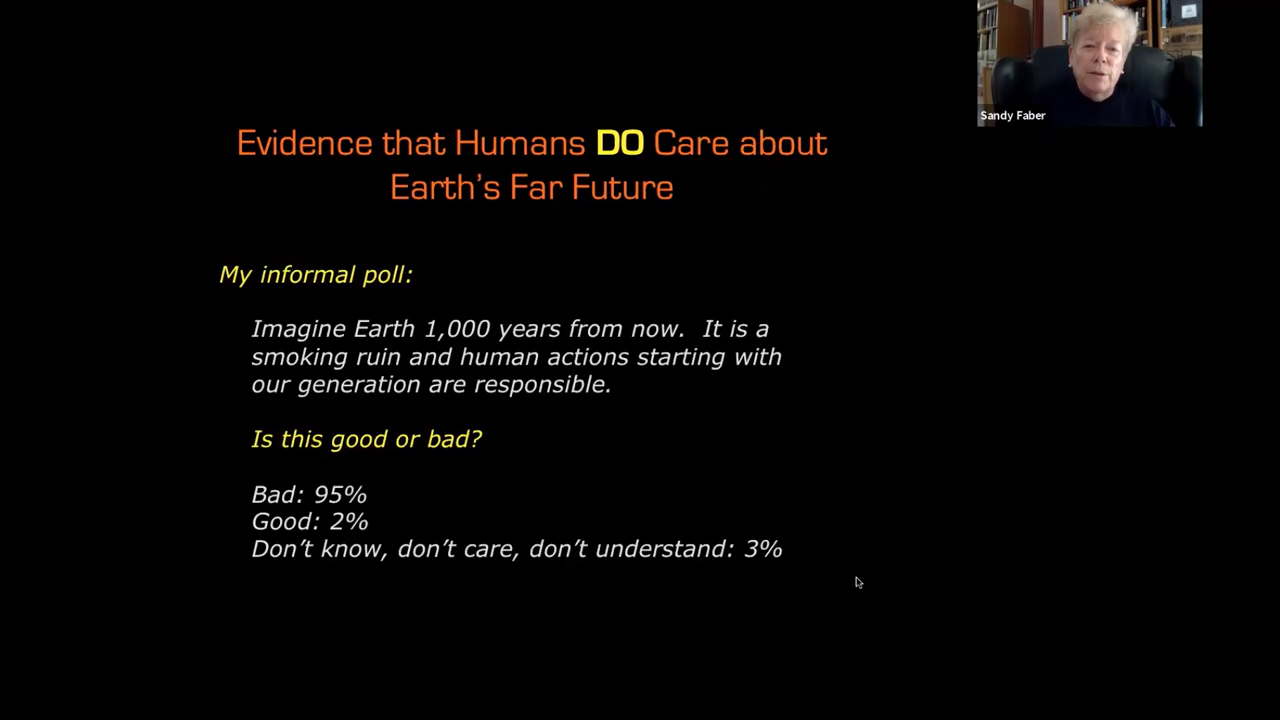 Sandy Faber
Evidence that Humans DO Care about
Earth's Far Future
My informal poll:
Imagine Earth 1,000 years from now.  It is a
smoking ruin and human actions starting with
our generation are responsible.
Is this good or bad?
Bad: 95%
Good: 2%
Don't know, don't care, don't understand: 3%